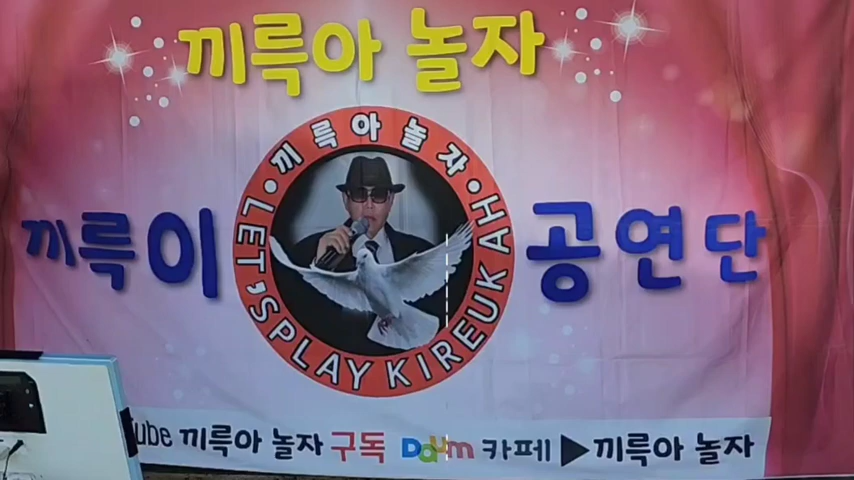 끼륵아 놀자
끼륵아 놀자
끼륵이 공연단
LET'S PLAY KIREUK AH
Tube 끼륵아 놀자 구독 Daum 카페 ▶ 끼륵아 놀자